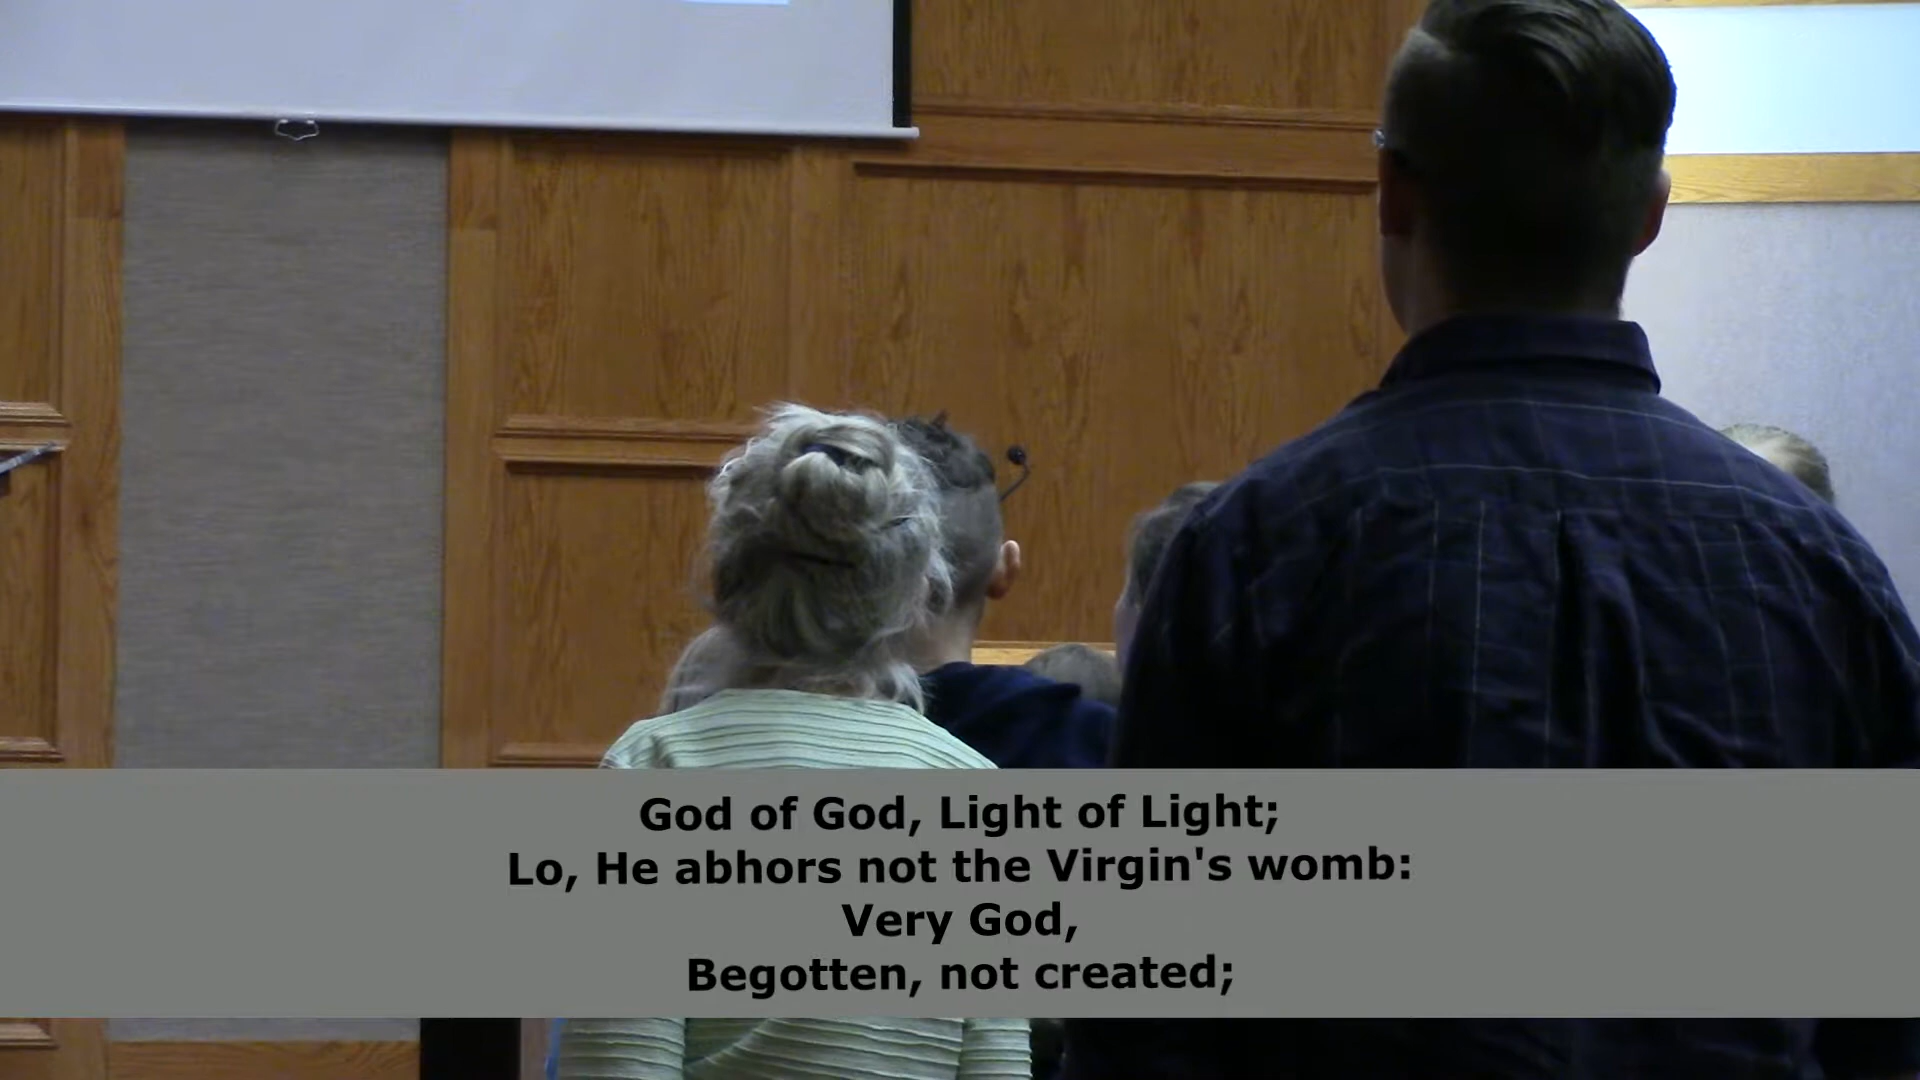 God of God, Light of Light;
Lo, He abhors not the Virgin's womb:
Very God,
Begotten, not created;